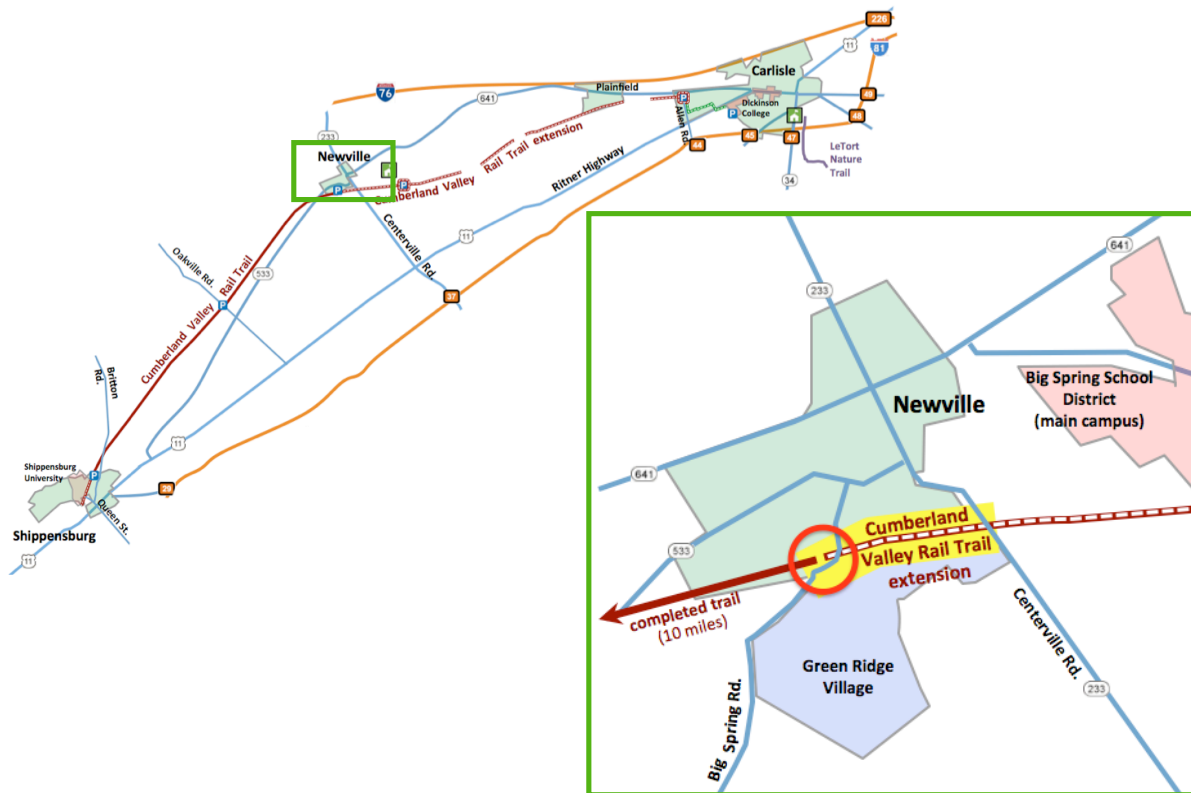 226
11
81
Carlisle
76
Plainfield
641
49
Dickinson
College
Allen Rd
48
233
45
47
44
LeTort
Nature
Trail
Newville
Rail Trail extension
Ritner Highway
Cumberland Valley
34
P
P
P
P
Centerville Rd.
11
Oakville Rd.
533
P
37
Cumberland Valley Rail Trail
Britton
Rd.
11
Shippensburg
University
P
29
Queen St.
Shippensburg
11
641
233
Big Spring School
District
(main campus)
Newville
641
Cumberland
533
Valley Rail Trail
extension
completed trail
(10 miles)
Centerville Rd.
Green Ridge
Village
233
Big Spring Rd.